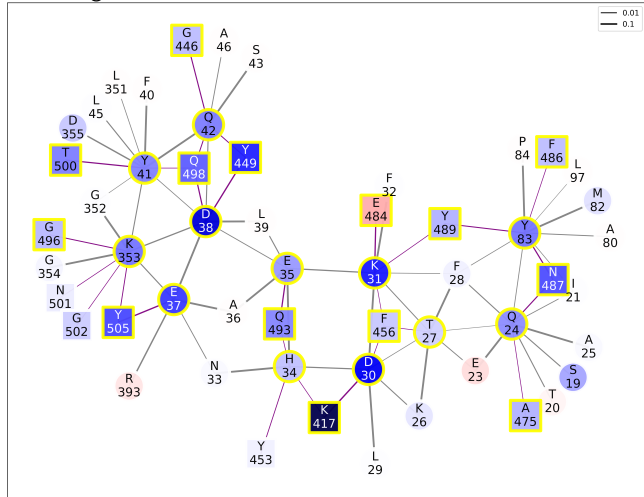 0.01
0.1
G
446
A
46
S
43
L
351
F
40
L
45
D
355
Q
42
T
500
Y
41
Q
498
Y
449
G
352
D
38
L
39
G
496
K
353
G
354
N
501
G
502
Y
505
E
37
A
36
E
35
Q
493
R
393
N
33
H
34
Y
453
K
417
F
32
E
484
Y
489
K
31
F
28
F
456
T
27
D
30
E
23
K
26
L
29
P
84
F
486
L
97
M
82
Y
83
A
80
N
487
I
21
Q
24
A
25
S
19
T
20
A
475